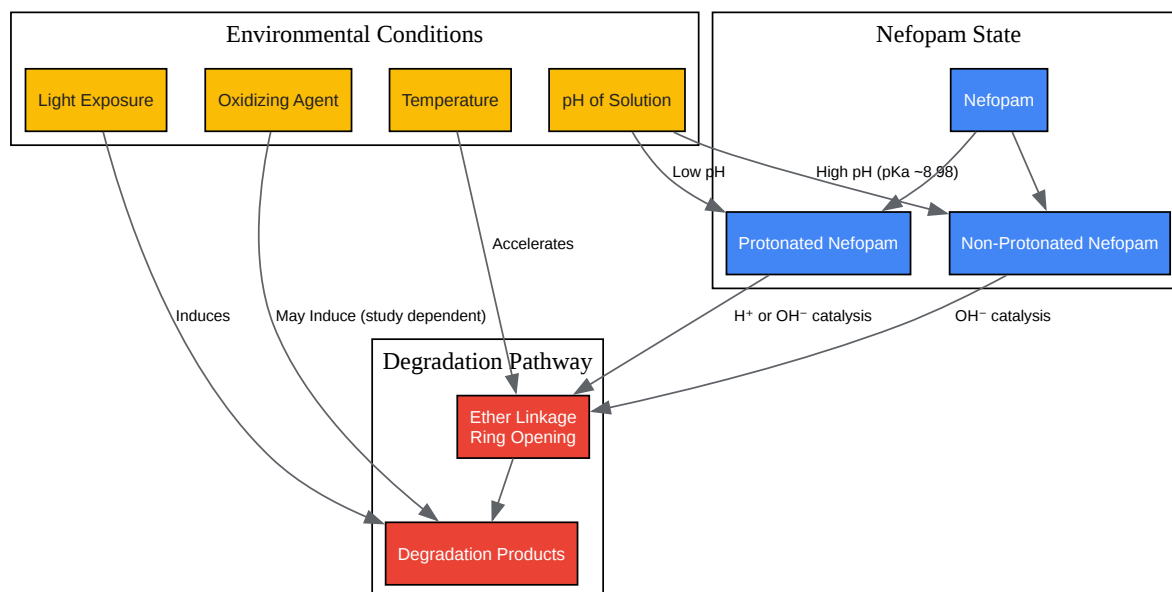 Environmental Conditions
Nefopam State
Light Exposure
Oxidizing Agent
Temperature
pH of Solution
Nefopam
Low pH
High pH (pKa ~8.98)
Protonated Nefopam
Non-Protonated Nefopam
Accelerates
Induces
May Induce (study dependent)
H⁺ or OH⁻ catalysis
OH⁻ catalysis
Degradation Pathway
Ether Linkage
Ring Opening
Degradation Products